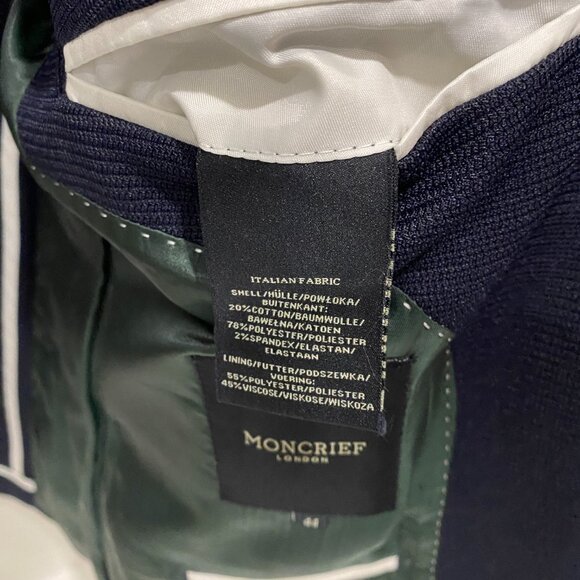 ITALIAN FABRIC
SHELL/HÜLLE/POWŁOKA/
BUITENKANT:
20%COTTON/BAUMWOLLE/
BAWEŁNA/KATOEN
78%POLYESTER/POLIESTER
2%SPANDEX/ELASTAN/
ELASTAAN
LINING/FUTTER/PODSZEWKA/
VOERING:
55%POLYESTER/POLIESTER
45%VISCOSE/VISKOSE/WISKOZA
MONCRIEF
LONDON
44